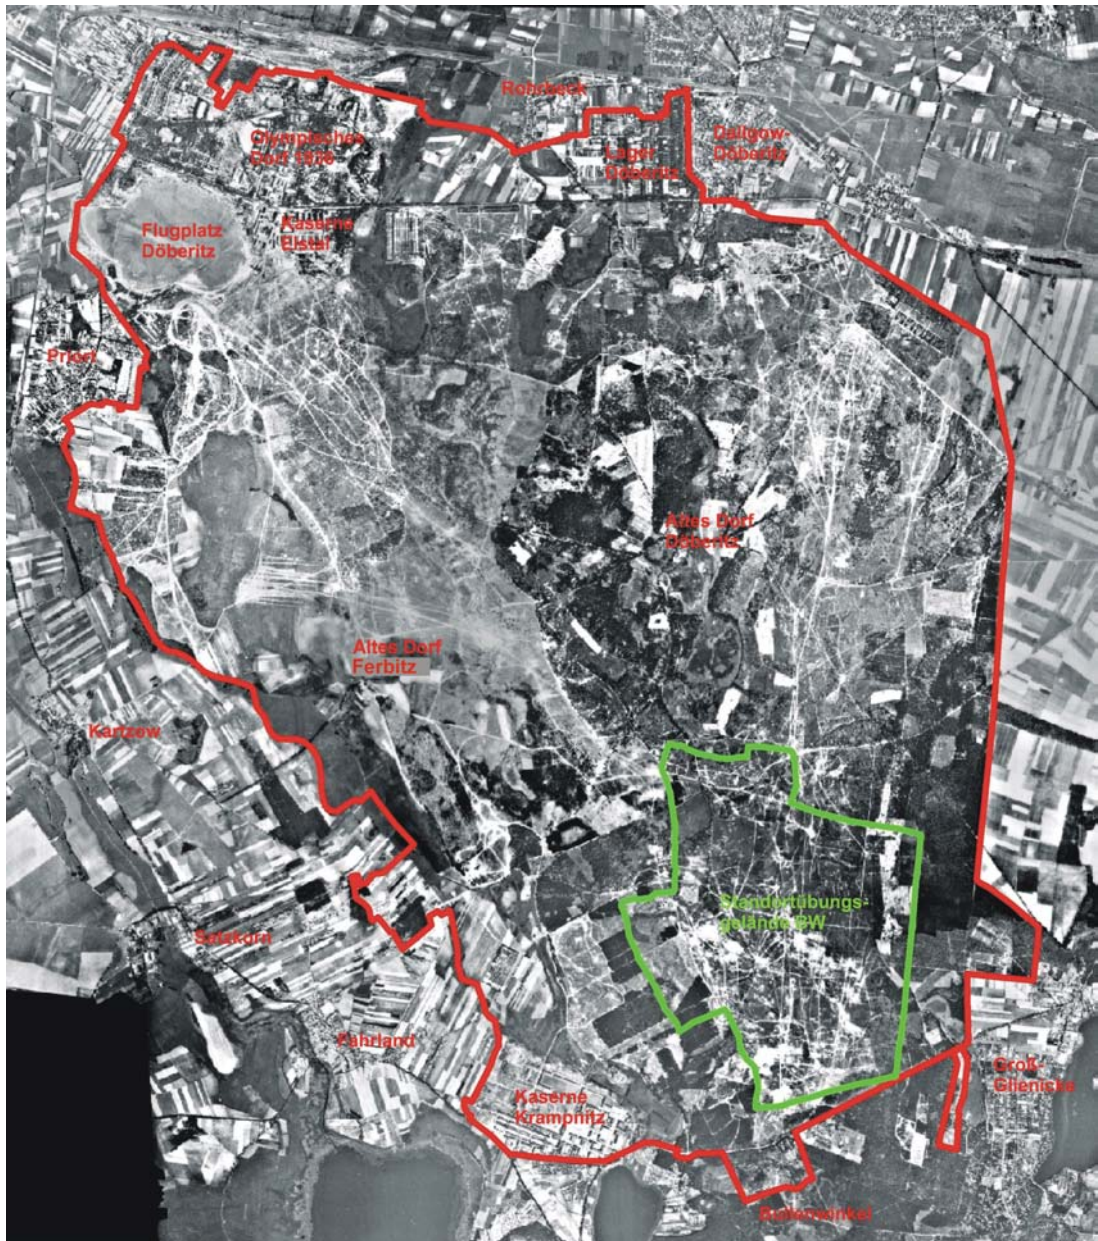 Rohrbeck
Olympisches
Dorf 1936
Lager
Döberitz
Dallgow-
Döberitz
Flugplatz
Döberitz
Kaserne
Elstal
Priort
Altes Dorf
Döberitz
Altes Dorf
Ferbitz
Kartzow
Standortübungs-
gelände BW
Satzkorn
Fahrland
Kaserne
Krampnitz
Groß-
Glienicke
Bullenwinkel